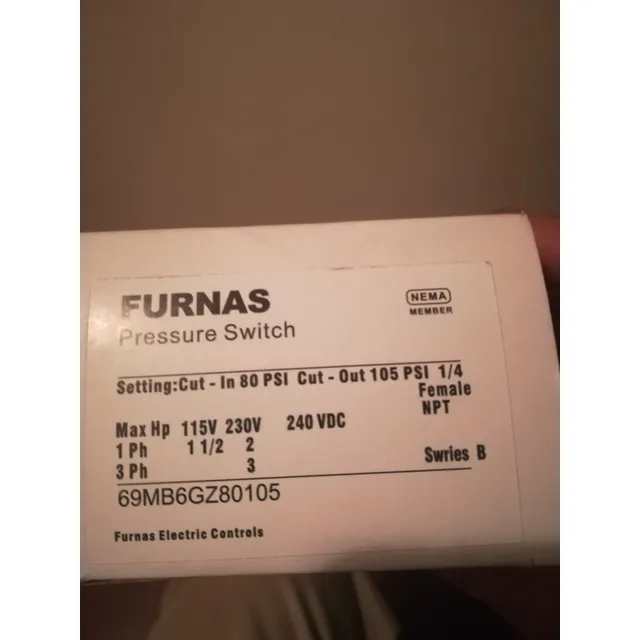 FURNAS
NEMA
MEMBER
Pressure Switch
Setting:Cut - In 80 PSI Cut - Out 105 PSI 1/4
Female
NPT
Max Hp 115V 230V 240 VDC
1 Ph 1 1/2 2
3 Ph 3
Swries B
69MB6GZ80105
Furnas Electric Controls